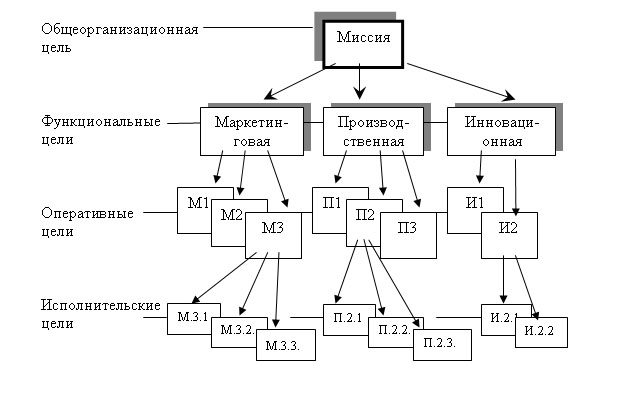 Общеорганизационная
цель
Миссия
Функциональные
цели
Маркетин-
говая
Производ-
ственная
Инноваци-
онная
Оперативные
цели
М1
М2
М3
П1
П2
П3
И1
И2
Исполнительские
цели
М.3.1
М.3.2.
М.3.3.
П.2.1
П.2.2.
П.2.3.
И.2.1
И.2.2